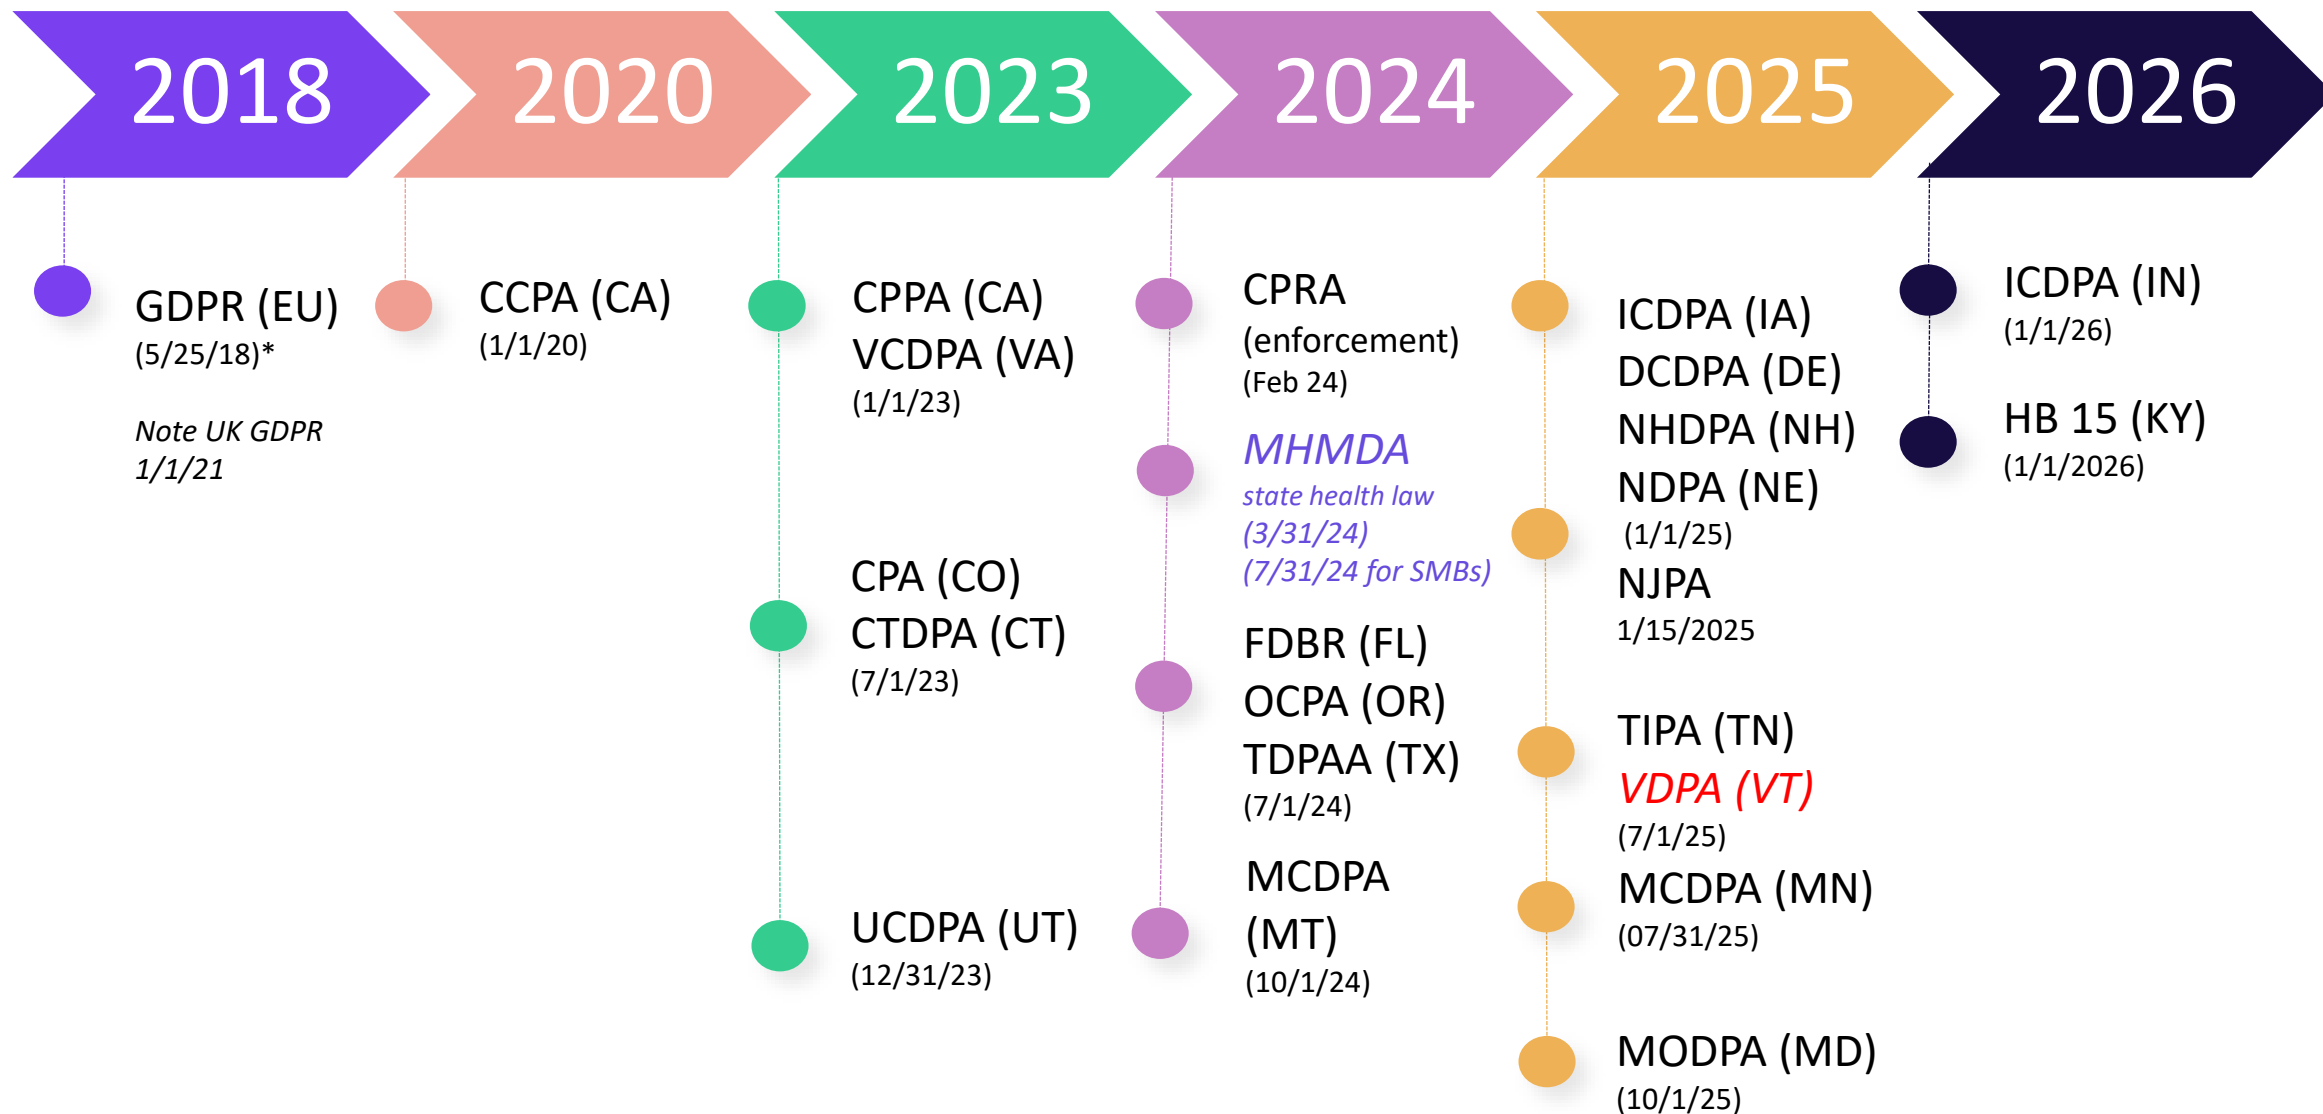 2018
2020
2023
2024
2025
2026
GDPR (EU)
(5/25/18)*
Note UK GDPR
1/1/21
CCPA (CA)
(1/1/20)
CPPA (CA)
VCDPA (VA)
(1/1/23)
CPA (CO)
CTDPA (CT)
(7/1/23)
UCDPA (UT)
(12/31/23)
CPRA
(enforcement)
(Feb 24)
MHMDA
state health law
(3/31/24)
(7/31/24 for SMBs)
FDBR (FL)
OCPA (OR)
TDPAA (TX)
(7/1/24)
MCDPA
(MT)
(10/1/24)
ICDPA (IA)
DCDPA (DE)
NHDPA (NH)
NDPA (NE)
(1/1/25)
NJPA
1/15/2025
TIPA (TN)
VDPA (VT)
(7/1/25)
MCDPA (MN)
(07/31/25)
MODPA (MD)
(10/1/25)
ICDPA (IN)
(1/1/26)
HB 15 (KY)
(1/1/2026)